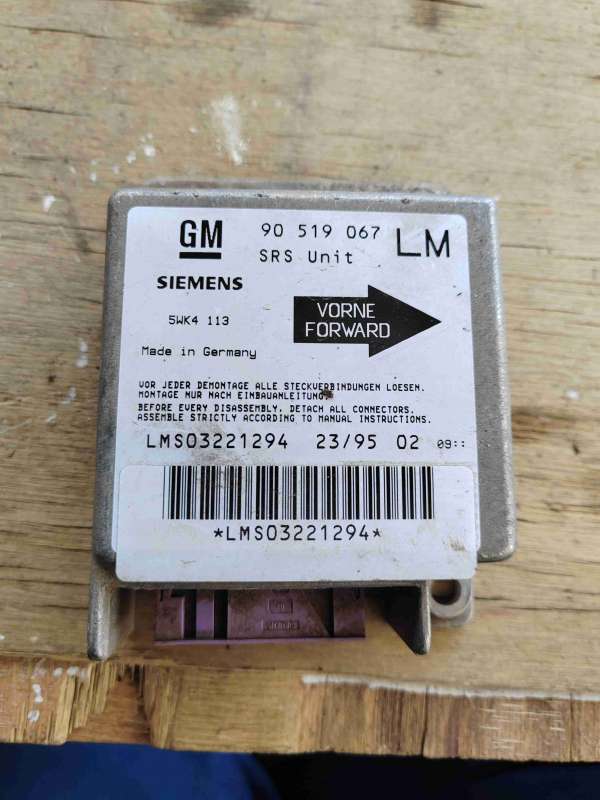 GM 90 519 067 LM
SRS Unit
SIEMENS
VORNE
FORWARD
5WK4 113
Made in Germany
VOR JEDER DEMONTAGE ALLE STECKVERBINDUNGEN LOESEN.
MONTAGE NUR NACH EINBAUANLEITUNG.
BEFORE EVERY DISASSEMBLY, DETACH ALL CONNECTORS.
ASSEMBLE STRICTLY ACCORDING TO MANUAL INSTRUCTIONS.
LMS03221294 23/95 02 09::
*LMS03221294*
SIEMENS